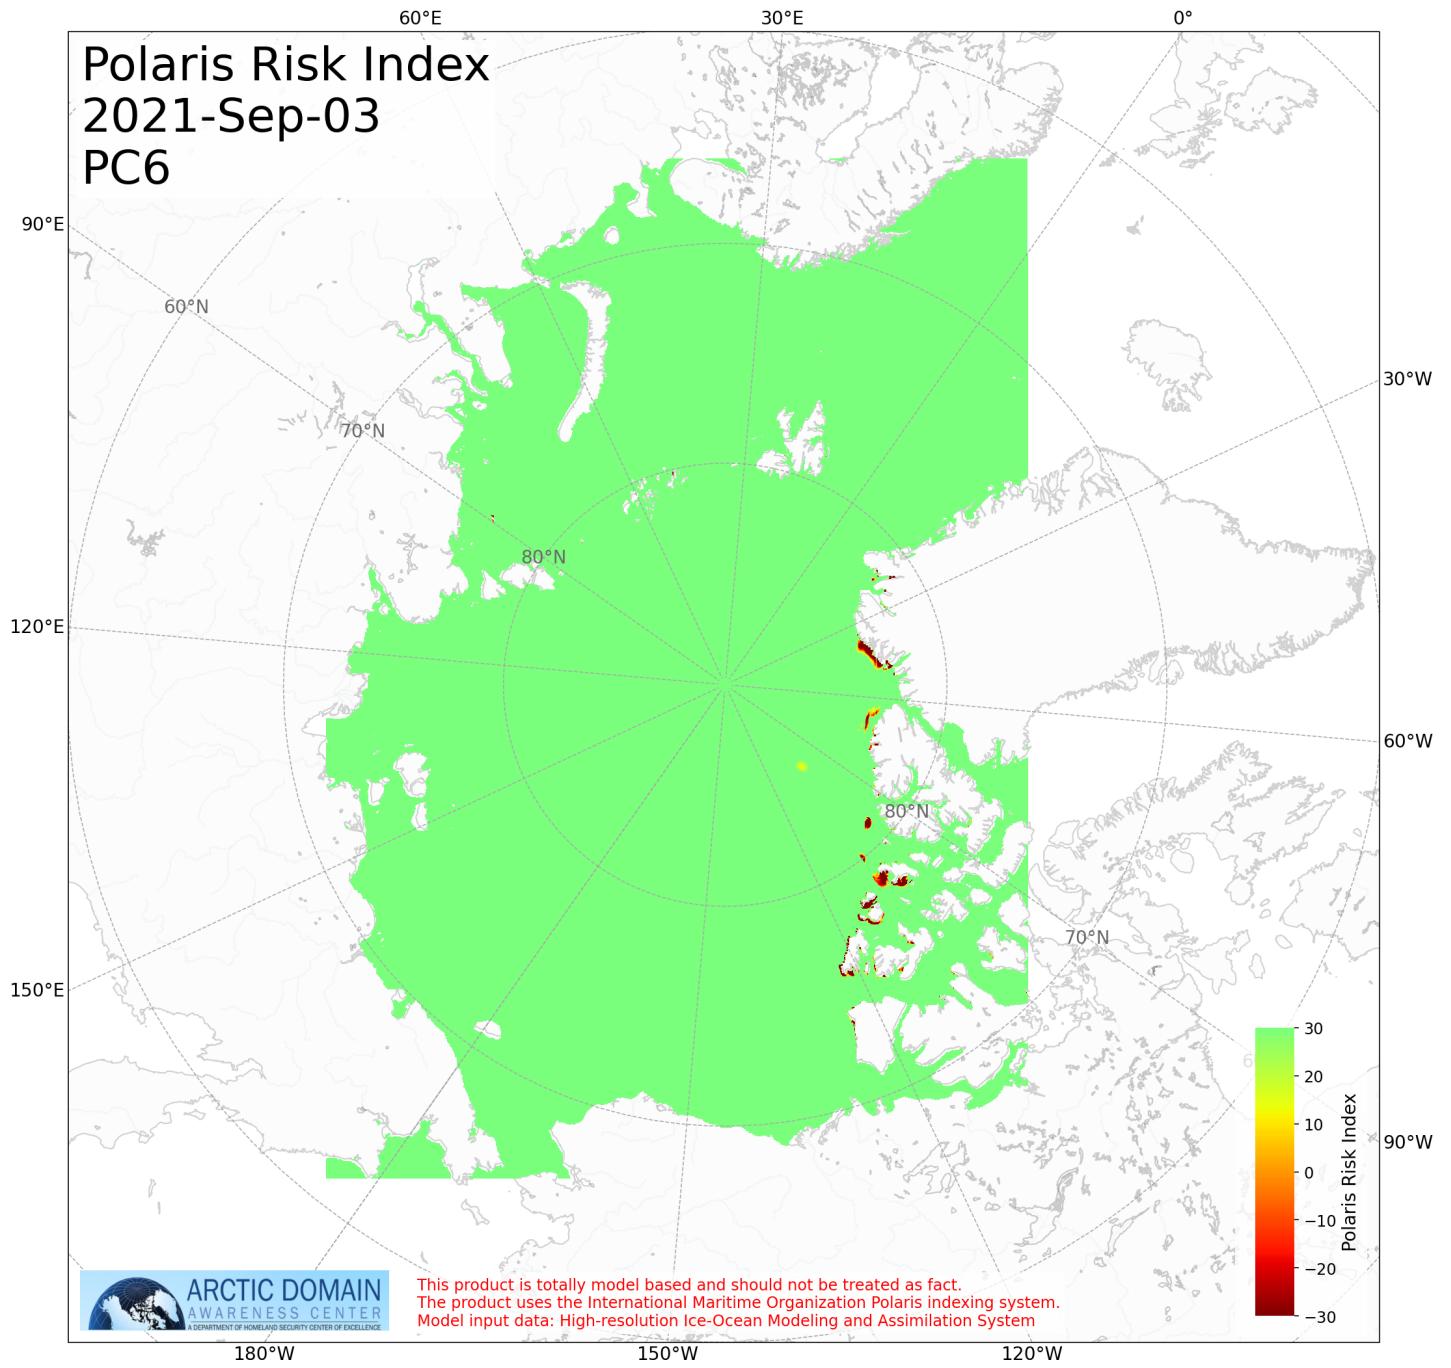 60°E
30°E
0°
Polaris Risk Index
2021-Sep-03
PC6
90°E
60°N
30°W
70°N
80°N
120°E
60°W
80°N
70°N
150°E
30
20
10
0
−10
−20
−30
Polaris Risk Index
90°W
ARCTIC DOMAIN
AWARENESS CENTER
A DEPARTMENT OF HOMELAND SECURITY CENTER OF EXCELLENCE
This product is totally model based and should not be treated as fact.
The product uses the International Maritime Organization Polaris indexing system.
Model input data: High-resolution Ice-Ocean Modeling and Assimilation System
180°W
150°W
120°W